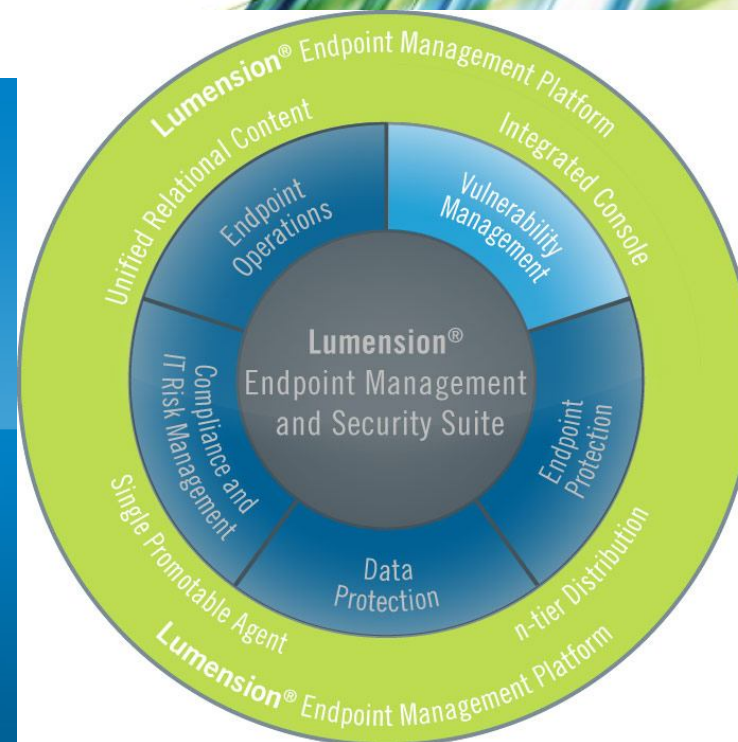 Lumension® Endpoint Management Platform
Unified Relational Content
Integrated Console
Endpoint
Operations
Vulnerability
Management
Lumension®
Endpoint Management
and Security Suite
Compliance and
IT Risk Management
Endpoint
Protection
Data
Protection
Single Promotable Agent
n-tier Distribution
Lumension® Endpoint Management Platform